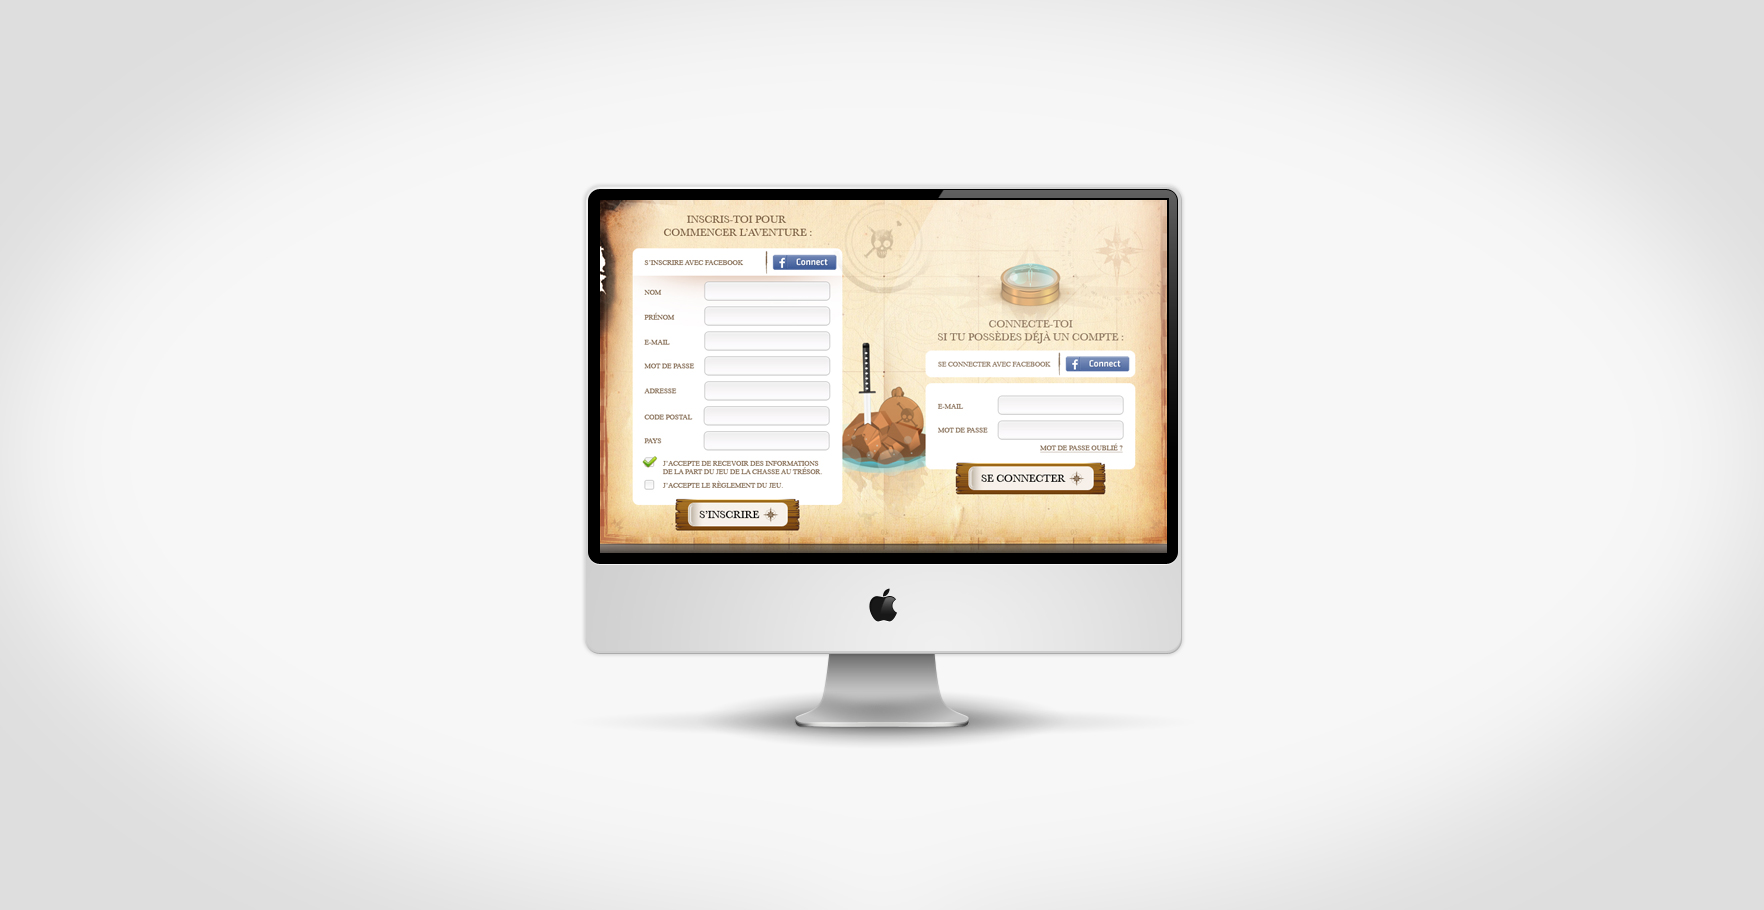 INSCRIS-TOI POUR
COMMENCER L'AVENTURE :
S'INSCRIRE AVEC FACEBOOK
f Connect
NOM
PRÉNOM
E-MAIL
MOT DE PASSE
ADRESSE
CODE POSTAL
PAYS
J'ACCEPTE DE RECEVOIR DES INFORMATIONS
DE LA PART DU JEU DE LA CHASSE AU TRÉSOR.
J'ACCEPTE LE RÈGLEMENT DU JEU.
S'INSCRIRE
CONNECTE-TOI
SI TU POSSÈDES DÉJÀ UN COMPTE :
SE CONNECTER AVEC FACEBOOK
f Connect
E-MAIL
MOT DE PASSE
MOT DE PASSE OUBLIÉ ?
SE CONNECTER